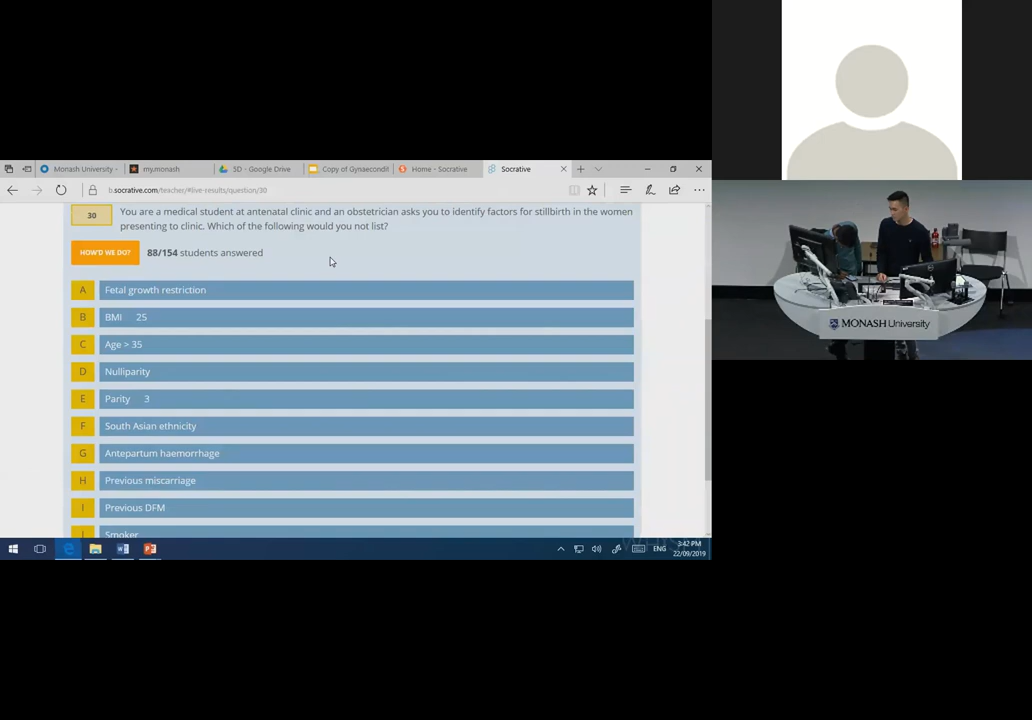 Monash University
my.monash
5D - Google Drive
Copy of Gynaecondi
Home - Socrative
Socrative
b.socrative.com/teacher/#live-results/question/30
30
You are a medical student at antenatal clinic and an obstetrician asks you to identify factors for stillbirth in the women
presenting to clinic. Which of the following would you not list?
HOW'D WE DO?
88/154 students answered
A Fetal growth restriction
B BMI 25
C Age > 35
D Nulliparity
E Parity 3
F South Asian ethnicity
G Antepartum haemorrhage
H Previous miscarriage
I Previous DFM
J Smoker
ENG
3:42 PM
22/09/2019
MONASH University